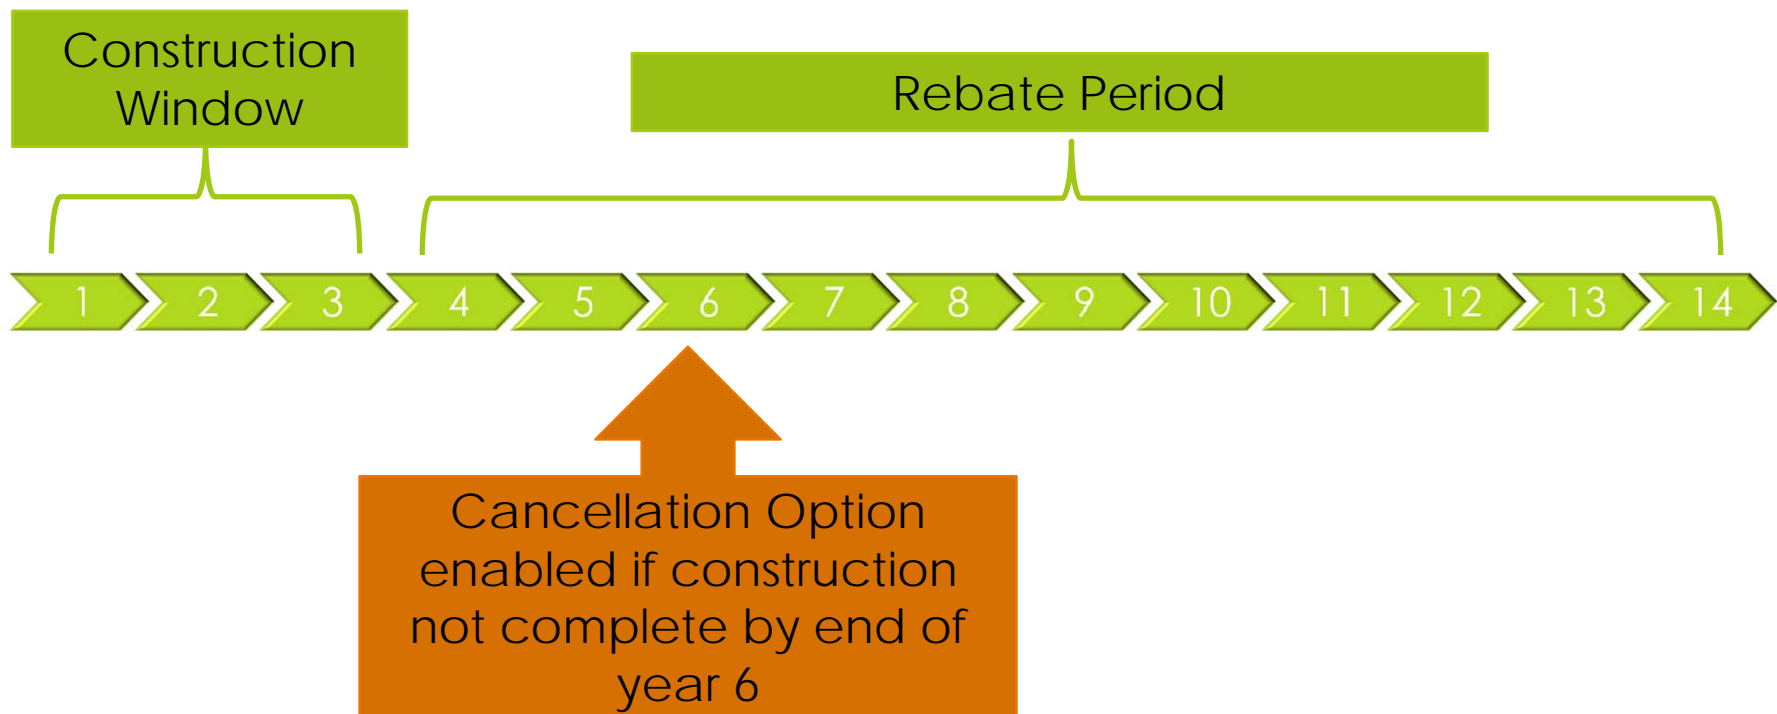 Construction
Window
Rebate Period
1 2 3 4 5 6 7 8 9 10 11 12 13 14
Cancellation Option
enabled if construction
not complete by end of
year 6